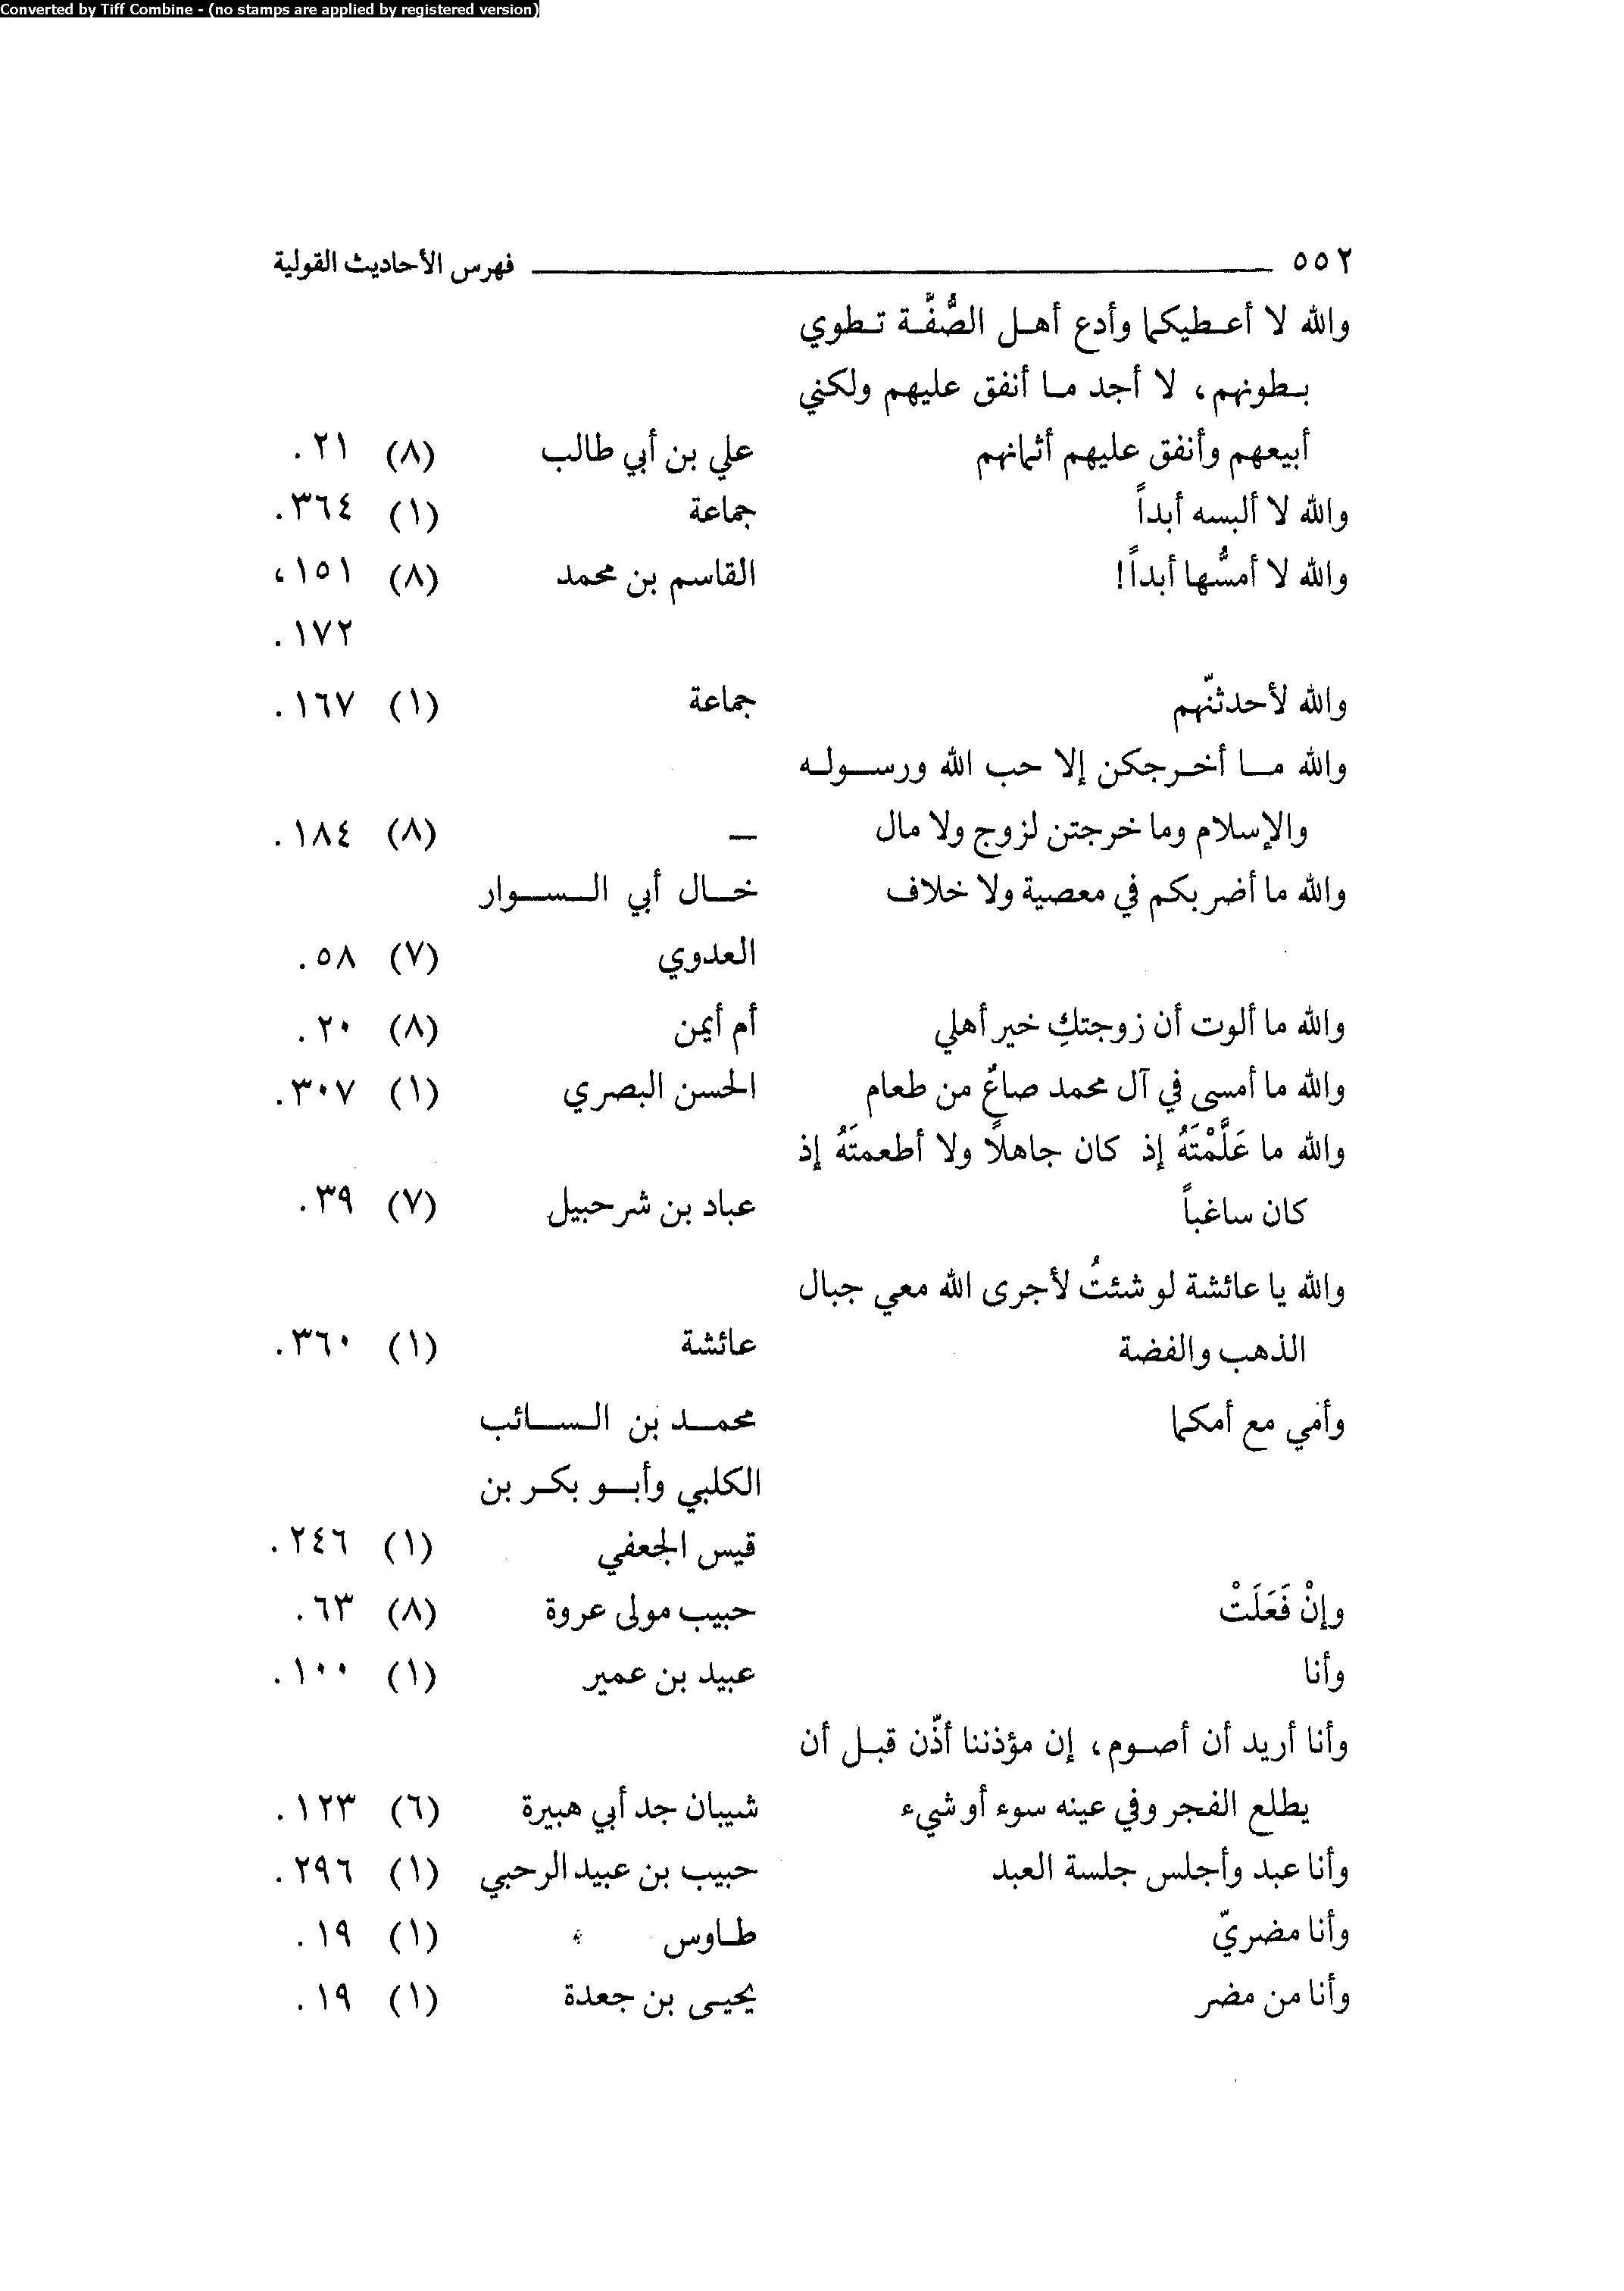 Converted by Tiff Combine - (no stamps are applied by registered version)
٥٥٢ فهرس الأحاديث القولية
والله لا أعطيكما وأدع أهل الصُّفَّة تطوي
بطونهم، لا أجد ما أنفق عليهم ولكني
أبيعهم وأنفق عليهم أثمانهم علي بن أبي طالب (٨) ٢١.
والله لا ألبسه أبداً جماعة (١) ٣٦٤.
والله لا أمسُّها أبداً! القاسم بن محمد (٨) ١٥١،
١٧٢.
والله لأحدثنّهم جماعة (١) ١٦٧.
والله ما أخرجكن إلا حب الله ورسوله
والإسلام وما خرجتن لزوج ولا مال — (٨) ١٨٤.
والله ما أضربكم في معصية ولا خلاف خال أبي السوار
العدوي (٧) ٥٨.
والله ما ألوت أن زوجتكِ خير أهلي أم أيمن (٨) ٢٠.
والله ما أمسى في آل محمد صاعٌ من طعام الحسن البصري (١) ٣٠٧.
والله ما عَلَّمْتَهُ إذ كان جاهلاً ولا أطعمتَهُ إذ
كان ساغباً عباد بن شرحبيل (٧) ٣٩.
والله يا عائشة لو شئتُ لأجرى الله معي جبال
الذهب والفضة عائشة (١) ٣٦٠.
وأمي مع أمكما محمد بن السائب
الكلبي وأبو بكر بن
قيس الجعفي (١) ٢٤٦.
وإنْ فَعَلَتْ حبيب مولى عروة (٨) ٦٣.
وأنا عبيد بن عمير (١) ١٠٠.
وأنا أريد أن أصوم، إن مؤذننا أذّن قبل أن
يطلع الفجر وفي عينه سوء أو شيء شيبان جد أبي هبيرة (٦) ١٢٣.
وأنا عبد وأجلس جلسة العبد حبيب بن عبيد الرحبي (١) ٢٩٦.
وأنا مضريّ طاوس (١) ١٩.
وأنا من مضر يحيى بن جعدة (١) ١٩.